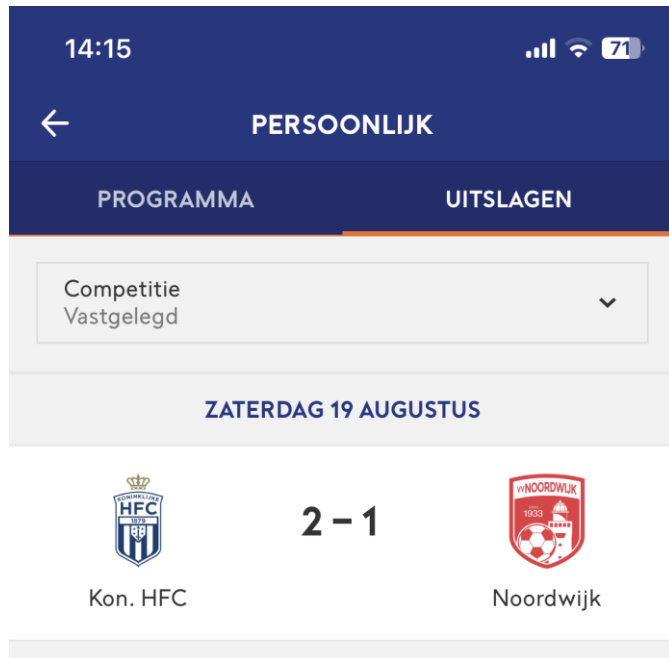 14:15
71
PERSOONLIJK
PROGRAMMA
UITSLAGEN
Competitie
Vastgelegd
ZATERDAG 19 AUGUSTUS
KONINKLIJKE
HFC
1879
2 – 1
VVNOORDWIJK
1933
Kon. HFC
Noordwijk